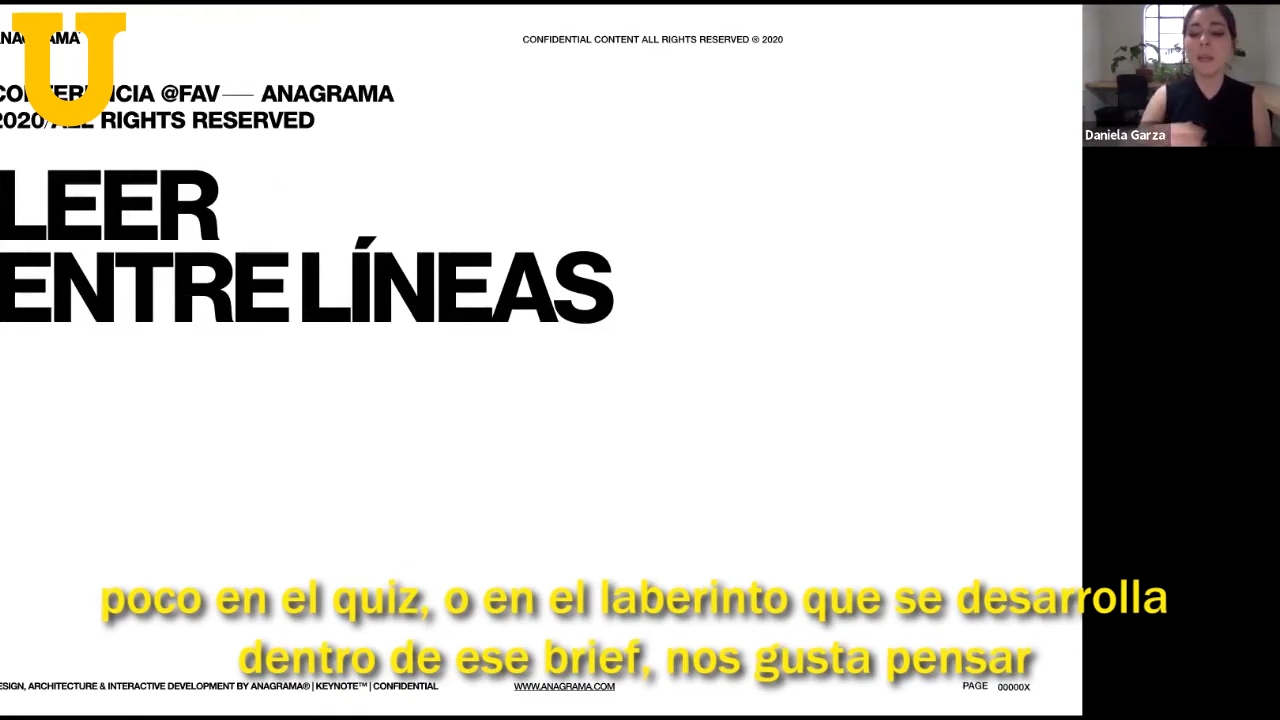 U
CONFIDENTIAL CONTENT ALL RIGHTS RESERVED ® 2020
@FAV — ANAGRAMA
RIGHTS RESERVED
LEER
ENTRE LÍNEAS
Daniela Garza
poco en el quiz, o en el laberinto que se desarrolla
dentro de ese brief, nos gusta pensar
ESIGN, ARCHITECTURE & INTERACTIVE DEVELOPMENT BY ANAGRAMA® | KEYNOTE™ | CONFIDENTIAL
WWW.ANAGRAMA.COM
PAGE 00000X